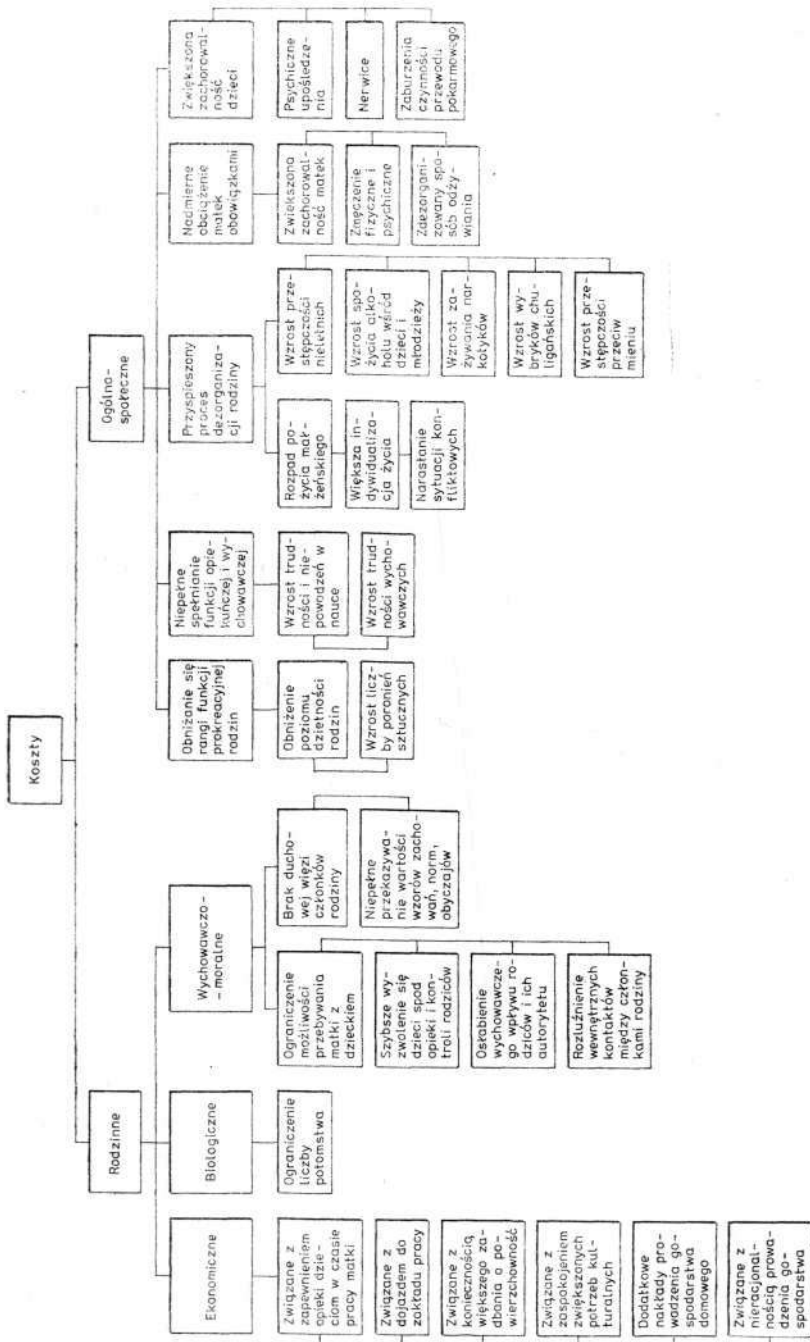 Koszty
Rodzinne
Ekonomiczne
Związane z
zapewnieniem
opieki dzie-
ciom w czasie
pracy matki
Związane z
dojazdem do
zakładu pracy
Związane z
koniecznością
większego za-
dbania o po-
wierzchowność
Związane z
zaspokojeniem
zwiększonych
potrzeb kul-
turalnych
Dodatkowe
nakłady pro-
wadzenia go-
spodarstwa
domowego
Związane z
nieracjonal-
nością prowa-
dzenia go-
spodarstwa
Biologiczne
Ograniczenie
liczby
potomstwa
Wychowawczo-
-moralne
Ograniczenie
możliwości
przebywania
matki z
dzieckiem
Szybsze wy-
zwolenie się
dzieci spod
opieki i kon-
troli rodziców
Osłabienie
wychowawcze-
go wpływu ro-
dziców i ich
autorytetu
Rozluźnienie
wewnętrznych
kontaktów
między człon-
kami rodziny
Brak ducho-
wej więzi
członków
rodziny
Niepełne
przekazywa-
nie wartości
wzorów zacho-
wań, norm,
obyczajów
Ogólno-
społeczne
Obniżanie się
rangi funkcji
prokreacyjnej
rodzin
Obniżenie
poziomu
dzietności
rodzin
Wzrost licz-
by poronień
sztucznych
Niepełne
spełnianie
funkcji opie-
kuńczej i wy-
chowawczej
Wzrost trud-
ności i nie-
powodzeń w
nauce
Wzrost trud-
ności wycho-
wawczych
Przyspieszony
proces
dezorganiza-
cji rodziny
Rozpad po-
życia mał-
żeńskiego
Większa in-
dywidualiza-
cja życia
Narastanie
sytuacji kon-
fliktowych
Wzrost prze-
stępczości
nieletnich
Wzrost spo-
życia alko-
holu wśród
dzieci i
młodzieży
Wzrost za-
żywania nar-
kotyków
Wzrost wy-
bryków chu-
ligańskich
Wzrost prze-
stępczości
przeciw
mieniu
Nadmierne
obciążenie
matek
obowiązkami
Zwiększona
zachorowal-
ność matek
Zmęczenie
fizyczne i
psychiczne
Zdezorgani-
zowany spo-
sób odży-
wiania
Zwiększona
zachorowal-
ność
dzieci
Psychiczne
upośledze-
nia
Nerwice
Zaburzenia
czynności
przewodu
pokarmowego